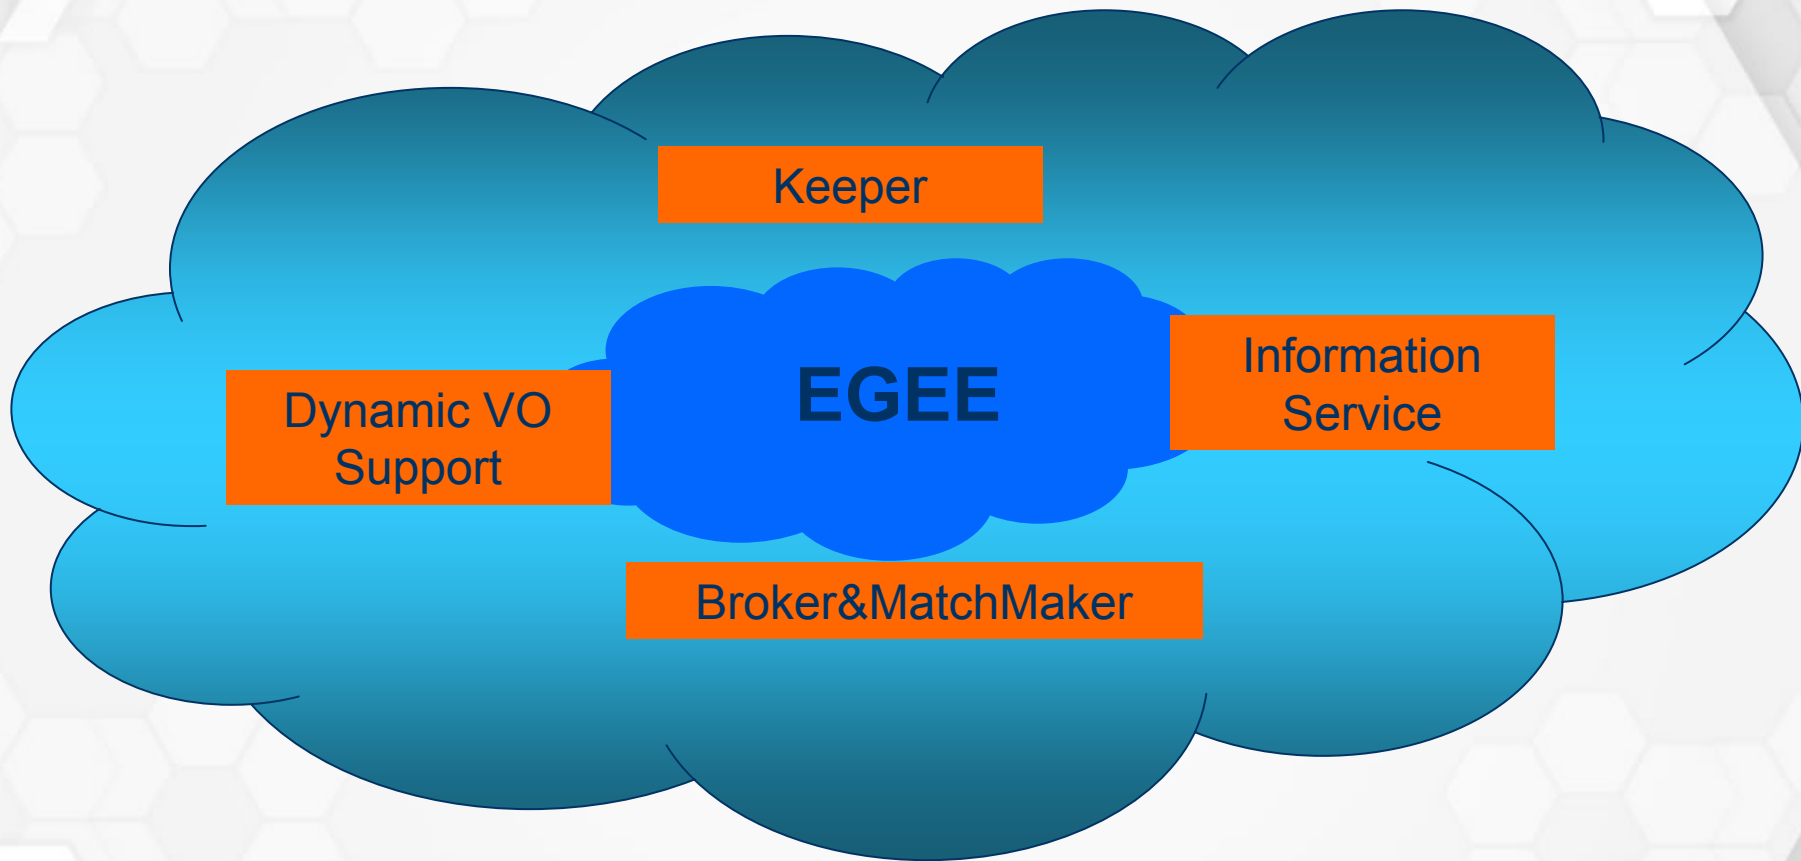 Keeper
EGEE
Information
Service
Dynamic VO
Support
Broker&MatchMaker